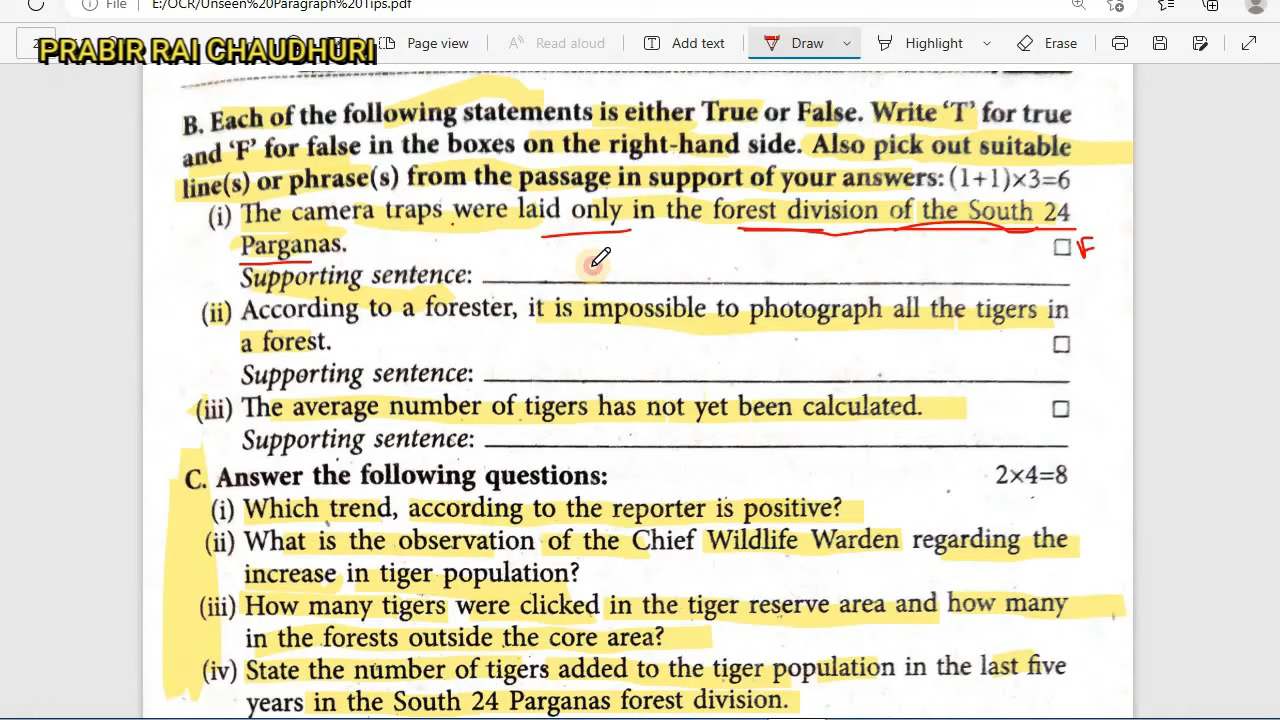 File
E:/OCR/Unseen%20Paragraph%20Tips.pdf
PRABIR RAI CHAUDHURI
Page view
Read aloud
Add text
Draw
Highlight
Erase
B. Each of the following statements is either True or False. Write ‘T’ for true
and ‘F’ for false in the boxes on the right-hand side. Also pick out suitable
line(s) or phrase(s) from the passage in support of your answers: (1+1)×3=6
(i) The camera traps were laid only in the forest division of the South 24
Parganas. □ F
Supporting sentence:
(ii) According to a forester, it is impossible to photograph all the tigers in
a forest. □
Supporting sentence:
(iii) The average number of tigers has not yet been calculated. □
Supporting sentence:
C. Answer the following questions: 2×4=8
(i) Which trend, according to the reporter is positive?
(ii) What is the observation of the Chief Wildlife Warden regarding the
increase in tiger population?
(iii) How many tigers were clicked in the tiger reserve area and how many
in the forests outside the core area?
(iv) State the number of tigers added to the tiger population in the last five
years in the South 24 Parganas forest division.